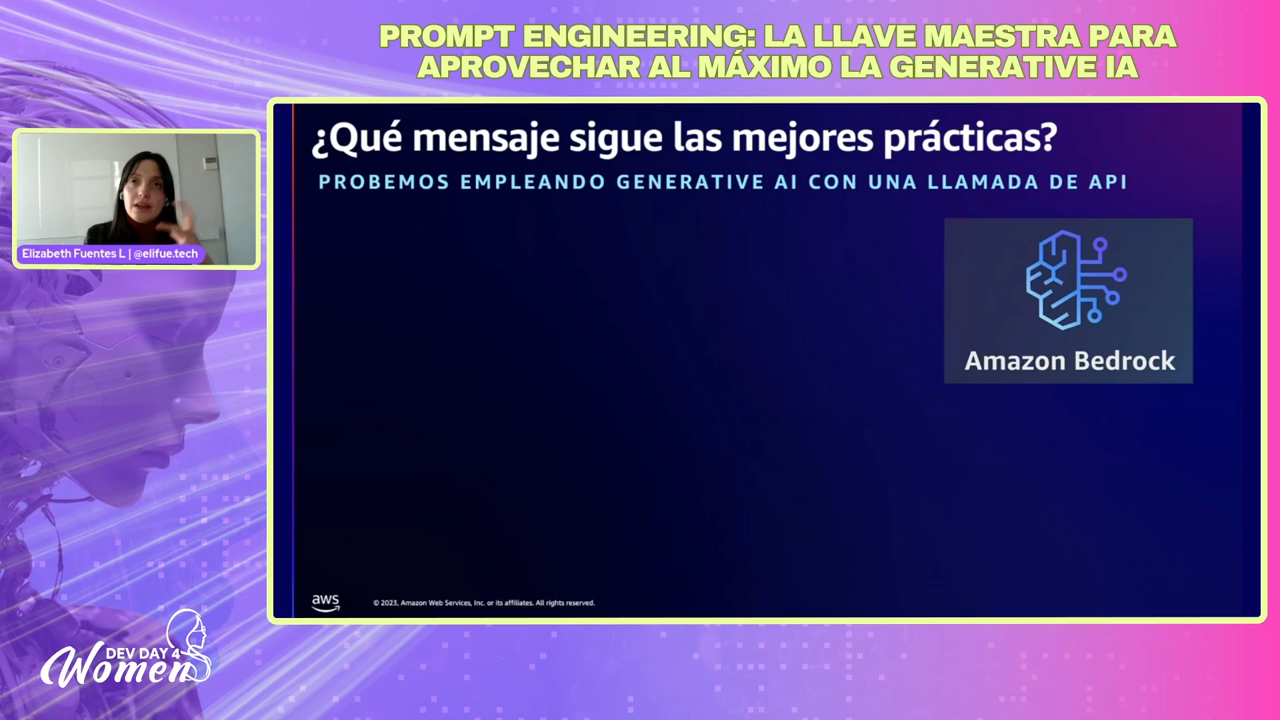 PROMPT ENGINEERING: LA LLAVE MAESTRA PARA
APROVECHAR AL MÁXIMO LA GENERATIVE IA
¿Qué mensaje sigue las mejores prácticas?
PROBEMOS EMPLEANDO GENERATIVE AI CON UNA LLAMADA DE API
Elizabeth Fuentes L | @elifue.tech
Amazon Bedrock
aws
© 2023, Amazon Web Services, Inc. or its affiliates. All rights reserved.
DEV DAY 4
Women